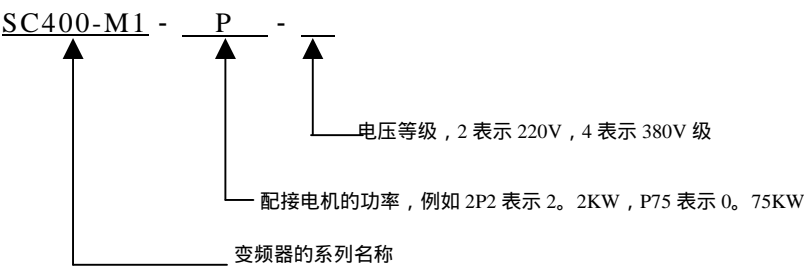 SC400-M1 - P -
电压等级，2 表示 220V，4 表示 380V 级
配接电机的功率，例如 2P2 表示 2。2KW，P75 表示 0。75KW
变频器的系列名称